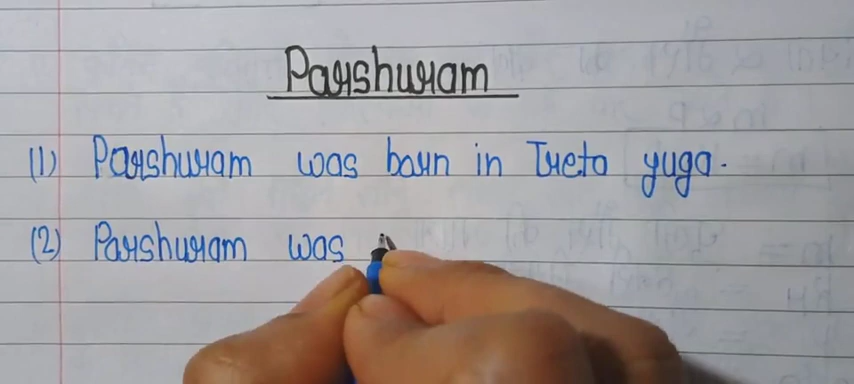 Parshuram
(1) Parshuram was born in Treta yuga.
(2) Parshuram was